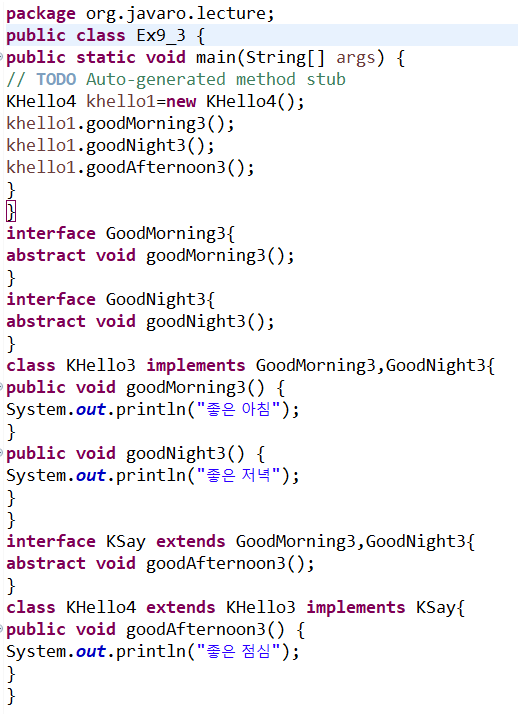 package org.javaro.lecture;
public class Ex9_3 {
public static void main(String[] args) {
// TODO Auto-generated method stub
KHello4 khello1=new KHello4();
khello1.goodMorning3();
khello1.goodNight3();
khello1.goodAfternoon3();
}
}
interface GoodMorning3{
abstract void goodMorning3();
}
interface GoodNight3{
abstract void goodNight3();
}
class KHello3 implements GoodMorning3,GoodNight3{
public void goodMorning3() {
System.out.println("좋은 아침");
}
public void goodNight3() {
System.out.println("좋은 저녁");
}
}
interface KSay extends GoodMorning3,GoodNight3{
abstract void goodAfternoon3();
}
class KHello4 extends KHello3 implements KSay{
public void goodAfternoon3() {
System.out.println("좋은 점심");
}
}